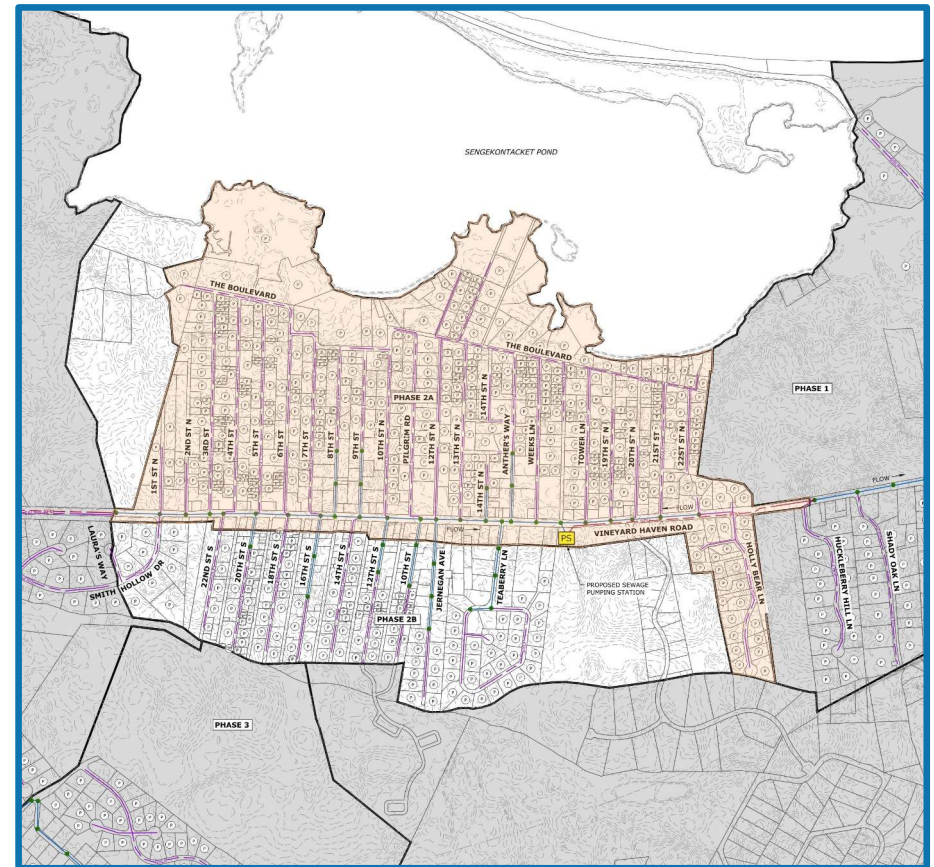 SENGEKONTACKET POND
THE BOULEVARD
THE BOULEVARD
PHASE 1
PHASE 2A
1ST ST N
2ND ST N
3RD ST
4TH ST
5TH ST
6TH ST
7TH ST
8TH ST
9TH ST
10TH ST N
PILGRIM RD
12TH ST N
13TH ST N
14TH ST N
14TH ST N
ANTHER'S WAY
WEEKS LN
TOWER LN
19TH ST N
20TH ST N
21ST ST
22ST ST N
FLOW
FLOW
FLOW
VINEYARD HAVEN ROAD
PS
LAURA'S WAY
SMITH HOLLOW DR
22ND ST S
20TH ST S
18TH ST S
16TH ST S
14TH ST S
12TH ST S
10TH ST S
JERNEGAN AVE
TEABERRY LN
PROPOSED SEWAGE
PUMPING STATION
HOLLY BEAR LN
HUCKLEBERRY HILL LN
SHADY OAK LN
PHASE 2B
PHASE 3